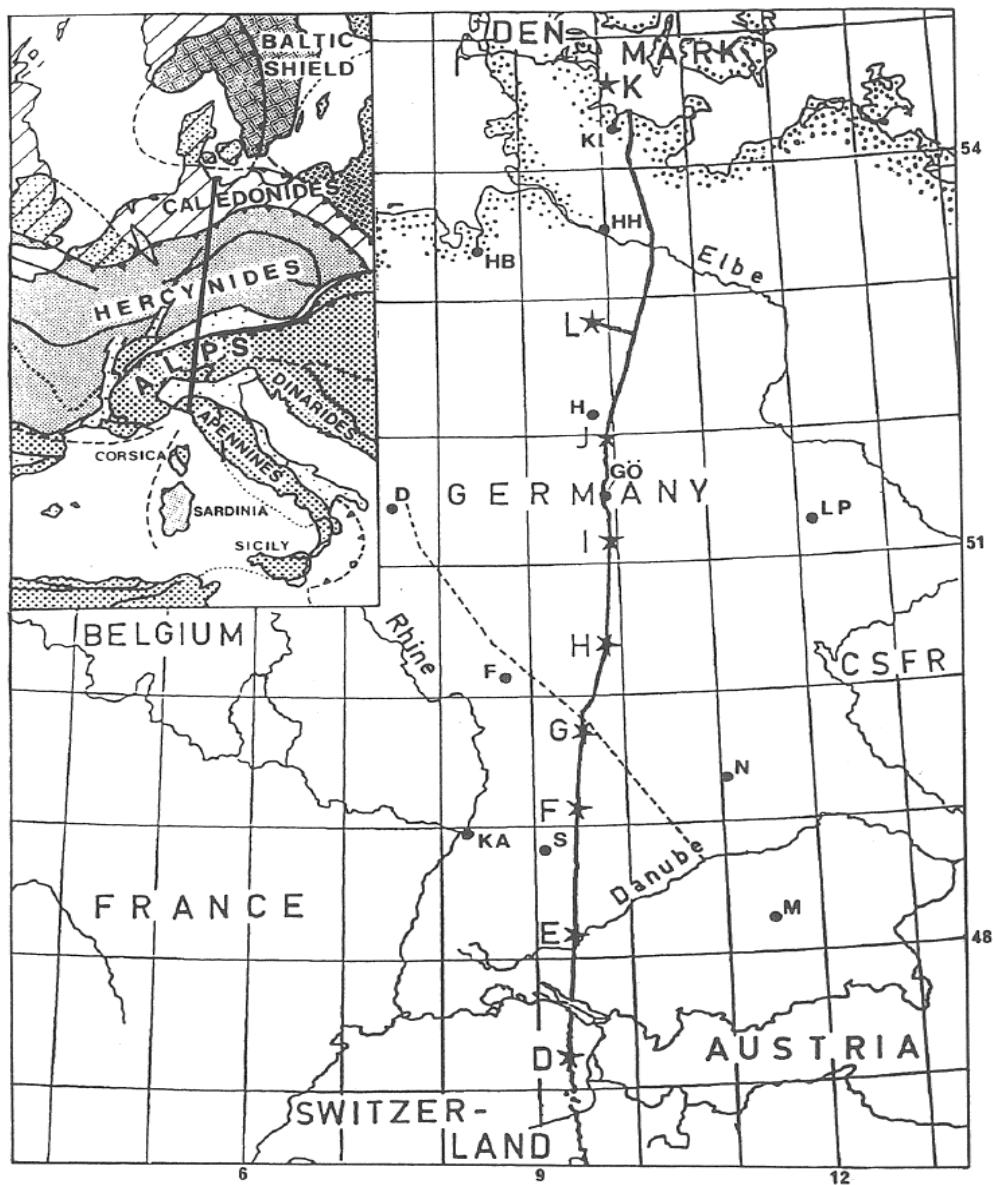 BALTIC
SHIELD
CALEDONIDES
HERCYNIDES
ALPS
DINARIDES
APENNINES
CORSICA
SARDINIA
SICILY
DEN-
MARK
K
KI
54
HH
HB
Elbe
L
H
J
GÖ
D
GERMANY
LP
I
51
BELGIUM
Rhine
H
CSFR
F
G
N
F
KA
S
Danube
FRANCE
M
E
48
D
AUSTRIA
SWITZER-
LAND
6
9
12